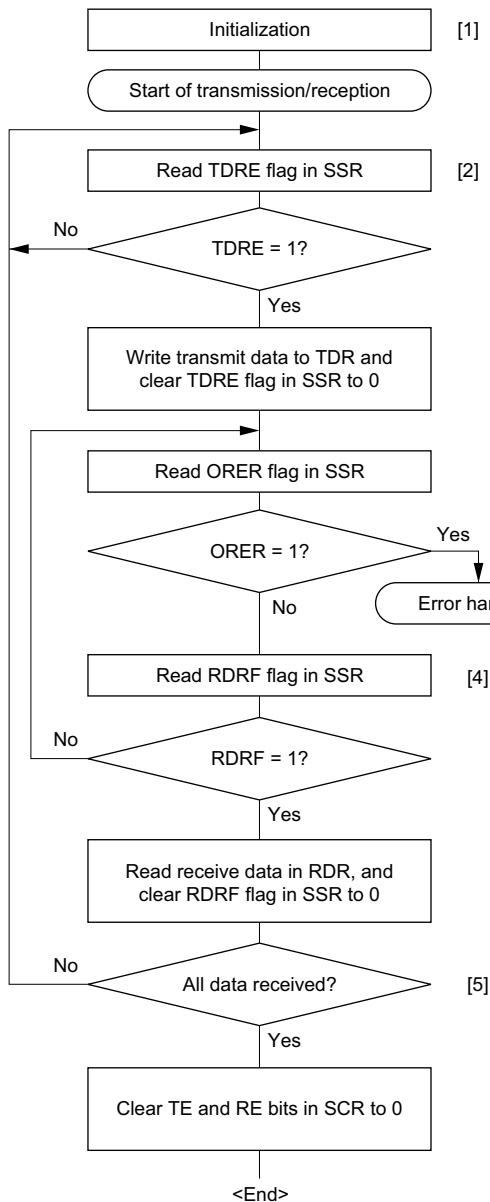 Initialization [1]
Start of transmission/reception
Read TDRE flag in SSR [2]
No
TDRE = 1?
Yes
Write transmit data to TDR and
clear TDRE flag in SSR to 0
Read ORER flag in SSR
Yes
ORER = 1?
No
Error
Read RDRF flag in SSR [4]
No
RDRF = 1?
Yes
Read receive data in RDR, and
clear RDRF flag in SSR to 0
No
All data received? [5]
Yes
Clear TE and RE bits in SCR to 0
<End>